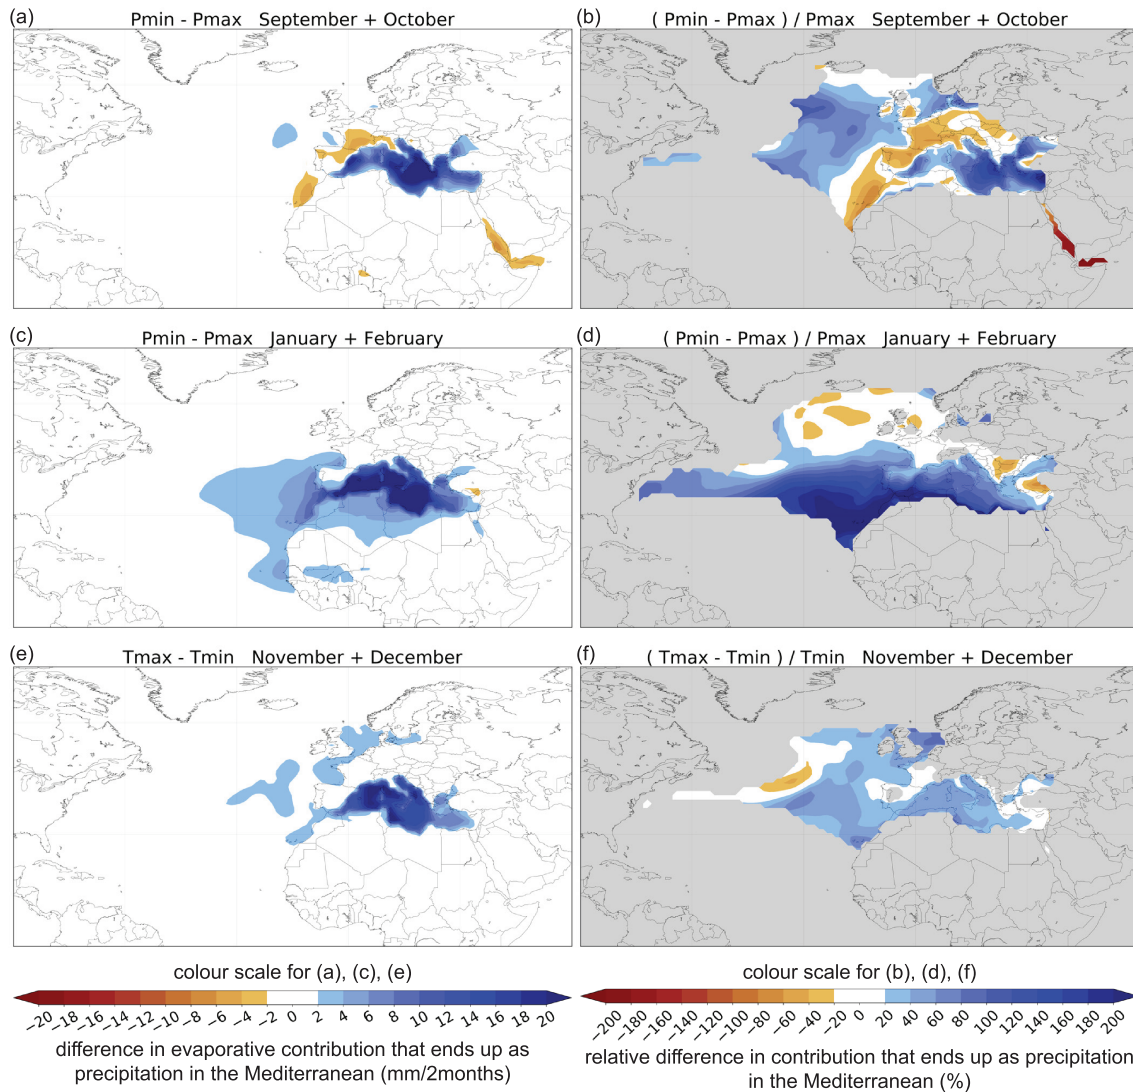 (a) Pmin - Pmax September + October
(b) ( Pmin - Pmax ) / Pmax September + October
(c) Pmin - Pmax January + February
(d) ( Pmin - Pmax ) / Pmax January + February
(e) Tmax - Tmin November + December
(f) ( Tmax - Tmin ) / Tmin November + December
colour scale for (a), (c), (e)
−20 −18 −16 −14 −12 −10 −8 −6 −4 −2 0 2 4 6 8 10 12 14 16 18 20
difference in evaporative contribution that ends up as
precipitation in the Mediterranean (mm/2months)
colour scale for (b), (d), (f)
−200 −180 −160 −140 −120 −100 −80 −60 −40 −20 0 20 40 60 80 100 120 140 160 180 200
relative difference in contribution that ends up as precipitation
in the Mediterranean (%)